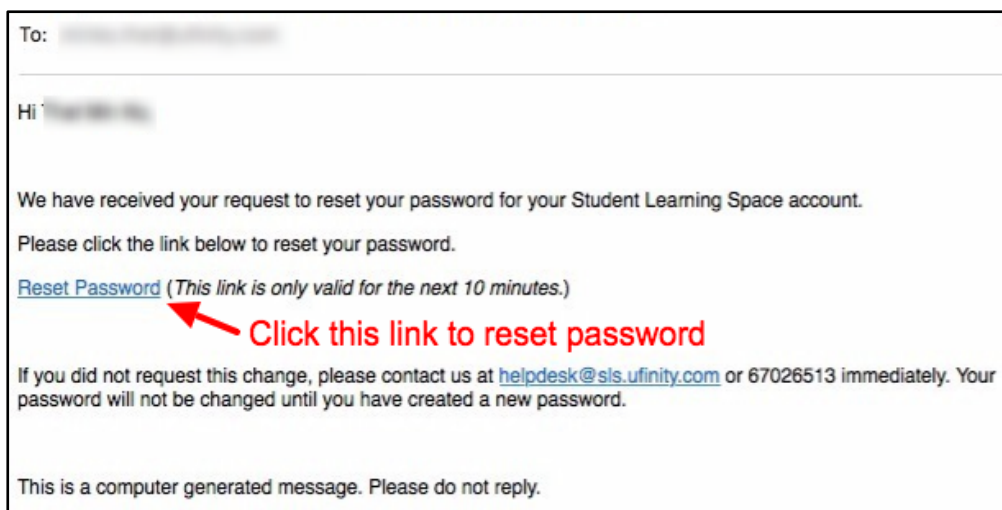 To:
Hi
We have received your request to reset your password for your Student Learning Space account.
Please click the link below to reset your password.
Reset Password (This link is only valid for the next 10 minutes.)
Click this link to reset password
If you did not request this change, please contact us at helpdesk@sls.ufinity.com or 67026513 immediately. Your
password will not be changed until you have created a new password.
This is a computer generated message. Please do not reply.